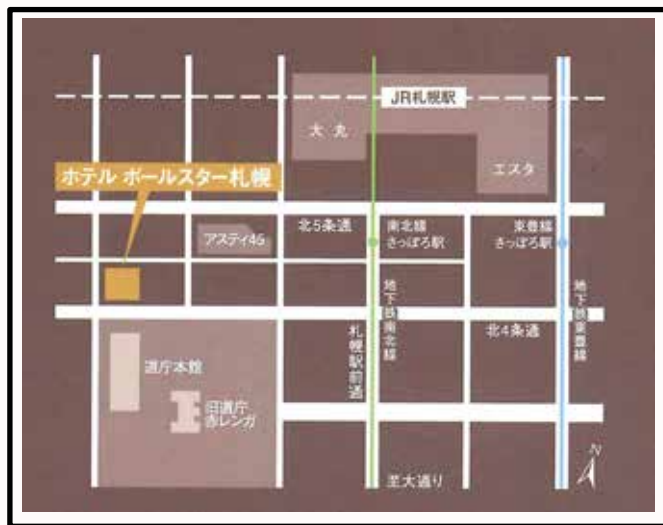 JR札幌駅
大丸
エスタ
ホテル ポールスター札幌
アスティ45
北5条通
南北線
さっぽろ駅
東豊線
さっぽろ駅
地下鉄南北線
地下鉄東豊線
北4条通
札幌駅前通
道庁本館
旧道庁
赤レンガ
至大通り
N